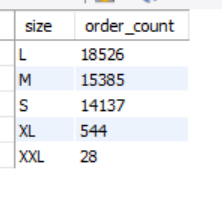 size order_count
L 18526
M 15385
S 14137
XL 544
XXL 28